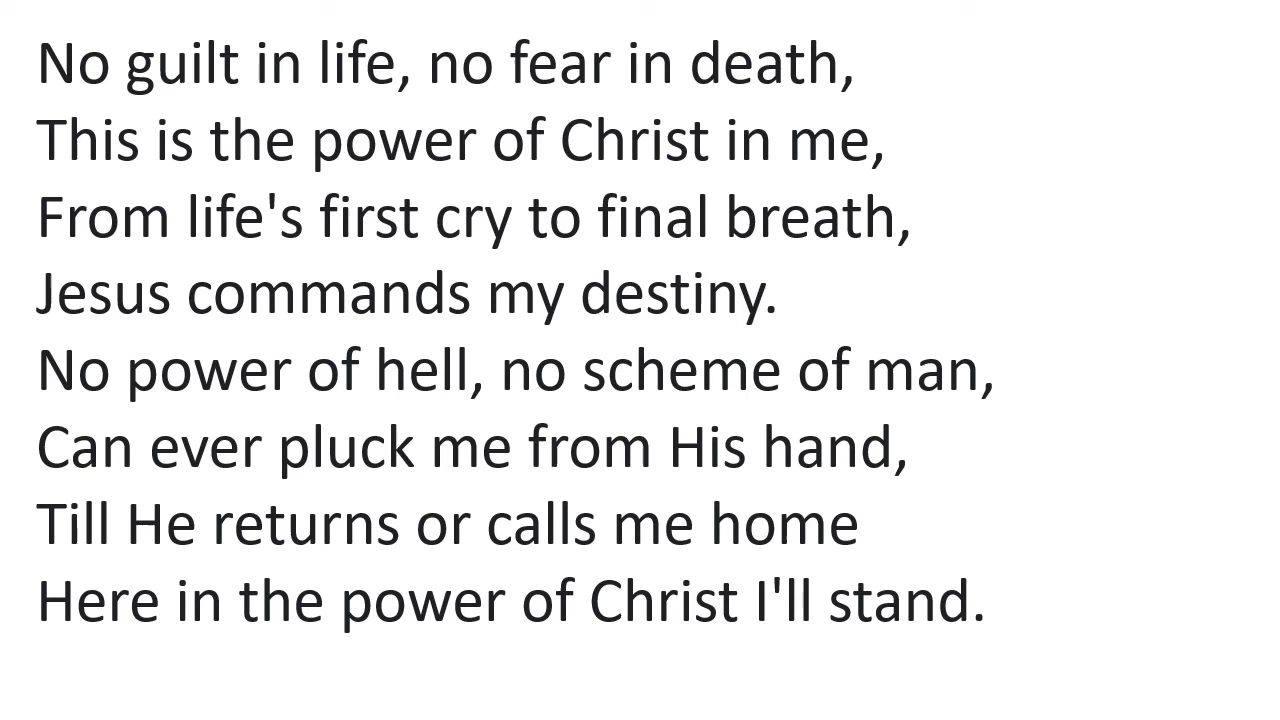 No guilt in life, no fear in death,
This is the power of Christ in me,
From life's first cry to final breath,
Jesus commands my destiny.
No power of hell, no scheme of man,
Can ever pluck me from His hand,
Till He returns or calls me home
Here in the power of Christ I'll stand.